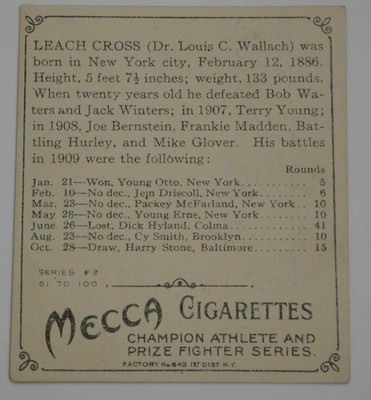 LEACH CROSS (Dr. Louis C. Wallach) was
born in New York city, February 12, 1886.
Height, 5 feet 7½ inches; weight, 133 pounds.
When twenty years old he defeated Bob Wa-
ters and Jack Winters; in 1907, Terry Young;
in 1908, Joe Bernstein, Frankie Madden, Bat-
tling Hurley, and Mike Glover. His battles
in 1909 were the following:
Rounds
Jan. 21—Won, Young Otto, New York .......... 5
Feb. 10—No dec., Jem Driscoll, New York ....... 6
Mar. 23—No dec., Packey McFarland, New York .. 10
May 28—No dec., Young Erne, New York ........ 10
June 26—Lost, Dick Hyland, Colma ............ 41
Aug. 23—No dec., Cy Smith, Brooklyn .......... 10
Oct. 28—Draw, Harry Stone, Baltimore ......... 15
SERIES #2
51 TO 100
MECCA CIGARETTES
CHAMPION ATHLETE AND
PRIZE FIGHTER SERIES.
FACTORY No 649 1ST DIST. N.Y.